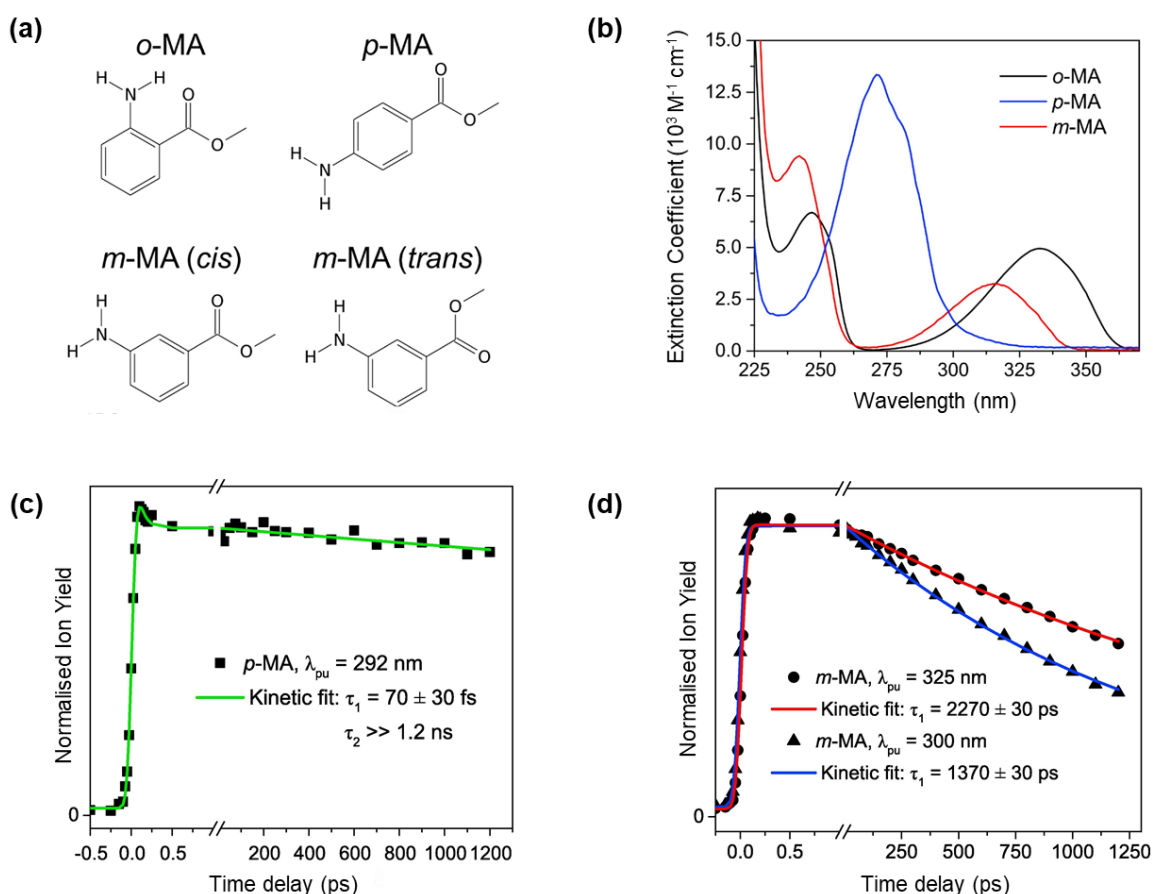 (a)
o-MA
p-MA
H
H
N
O
O
O
O
H
N
H
m-MA (cis)
m-MA (trans)
H
N
H
O
O
H
N
H
O
O
(b)
15.0
12.5
10.0
7.5
5.0
2.5
0.0
Extinction Coefficient (10³ M⁻¹ cm⁻¹)
o-MA
p-MA
m-MA
225
250
275
300
325
350
Wavelength (nm)
(c)
Normalised Ion Yield
0
p-MA, λpu = 292 nm
Kinetic fit: τ₁ = 70 ± 30 fs
τ₂ >> 1.2 ns
-0.5
0.0
0.5
200
400
600
800
1000
1200
Time delay (ps)
(d)
Normalised Ion Yield
0
m-MA, λpu = 325 nm
Kinetic fit: τ₁ = 2270 ± 30 ps
m-MA, λpu = 300 nm
Kinetic fit: τ₁ = 1370 ± 30 ps
0.0
0.5
250
500
750
1000
1250
Time delay (ps)